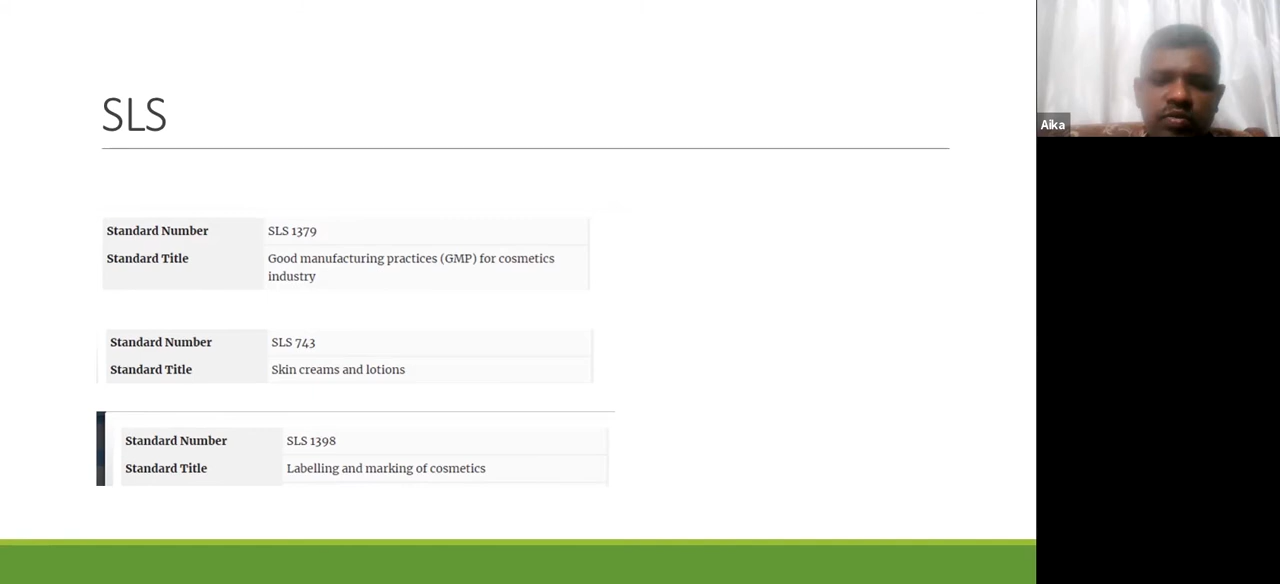 SLS
Standard Number SLS 1379
Standard Title Good manufacturing practices (GMP) for cosmetics
industry
Standard Number SLS 743
Standard Title Skin creams and lotions
Standard Number SLS 1398
Standard Title Labelling and marking of cosmetics
Aika